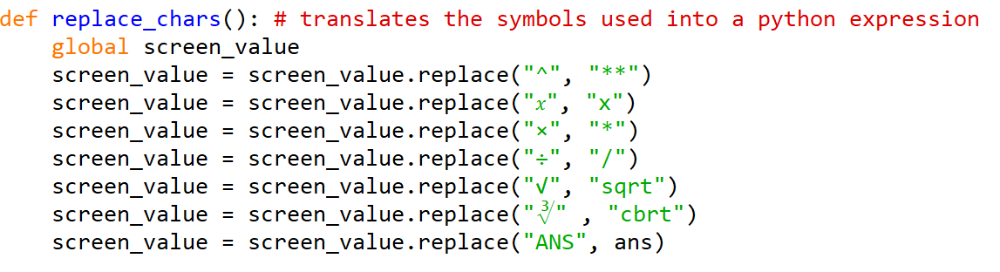 def replace_chars(): # translates the symbols used into a python expression
    global screen_value
    screen_value = screen_value.replace("^", "**")
    screen_value = screen_value.replace("𝑥", "x")
    screen_value = screen_value.replace("×", "*")
    screen_value = screen_value.replace("÷", "/")
    screen_value = screen_value.replace("√", "sqrt")
    screen_value = screen_value.replace("∛" , "cbrt")
    screen_value = screen_value.replace("ANS", ans)